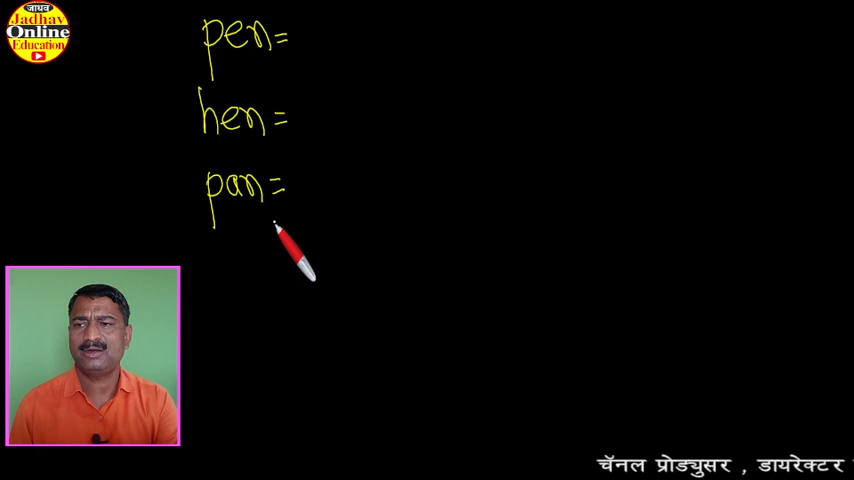 जाधव
Jadhav
Online
Education
pen=
hen=
pan=
चॅनल प्रोड्युसर , डायरेक्टर